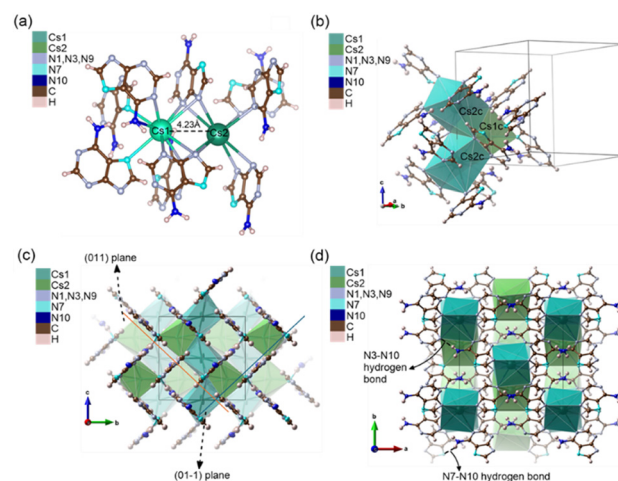 (a)
Cs1
Cs2
N1,N3,N9
N7
N10
C
H
Cs1
4.23Å
Cs2
(b)
Cs1
Cs2
N1,N3,N9
N7
N10
C
H
Cs2c
Cs1c
Cs2c
c
a
b
(c)
(011) plane
Cs1
Cs2
N1,N3,N9
N7
N10
C
H
c
b
(01-1) plane
(d)
Cs1
Cs2
N1,N3,N9
N7
N10
C
H
N3-N10
hydrogen
bond
b
a
N7-N10 hydrogen bond